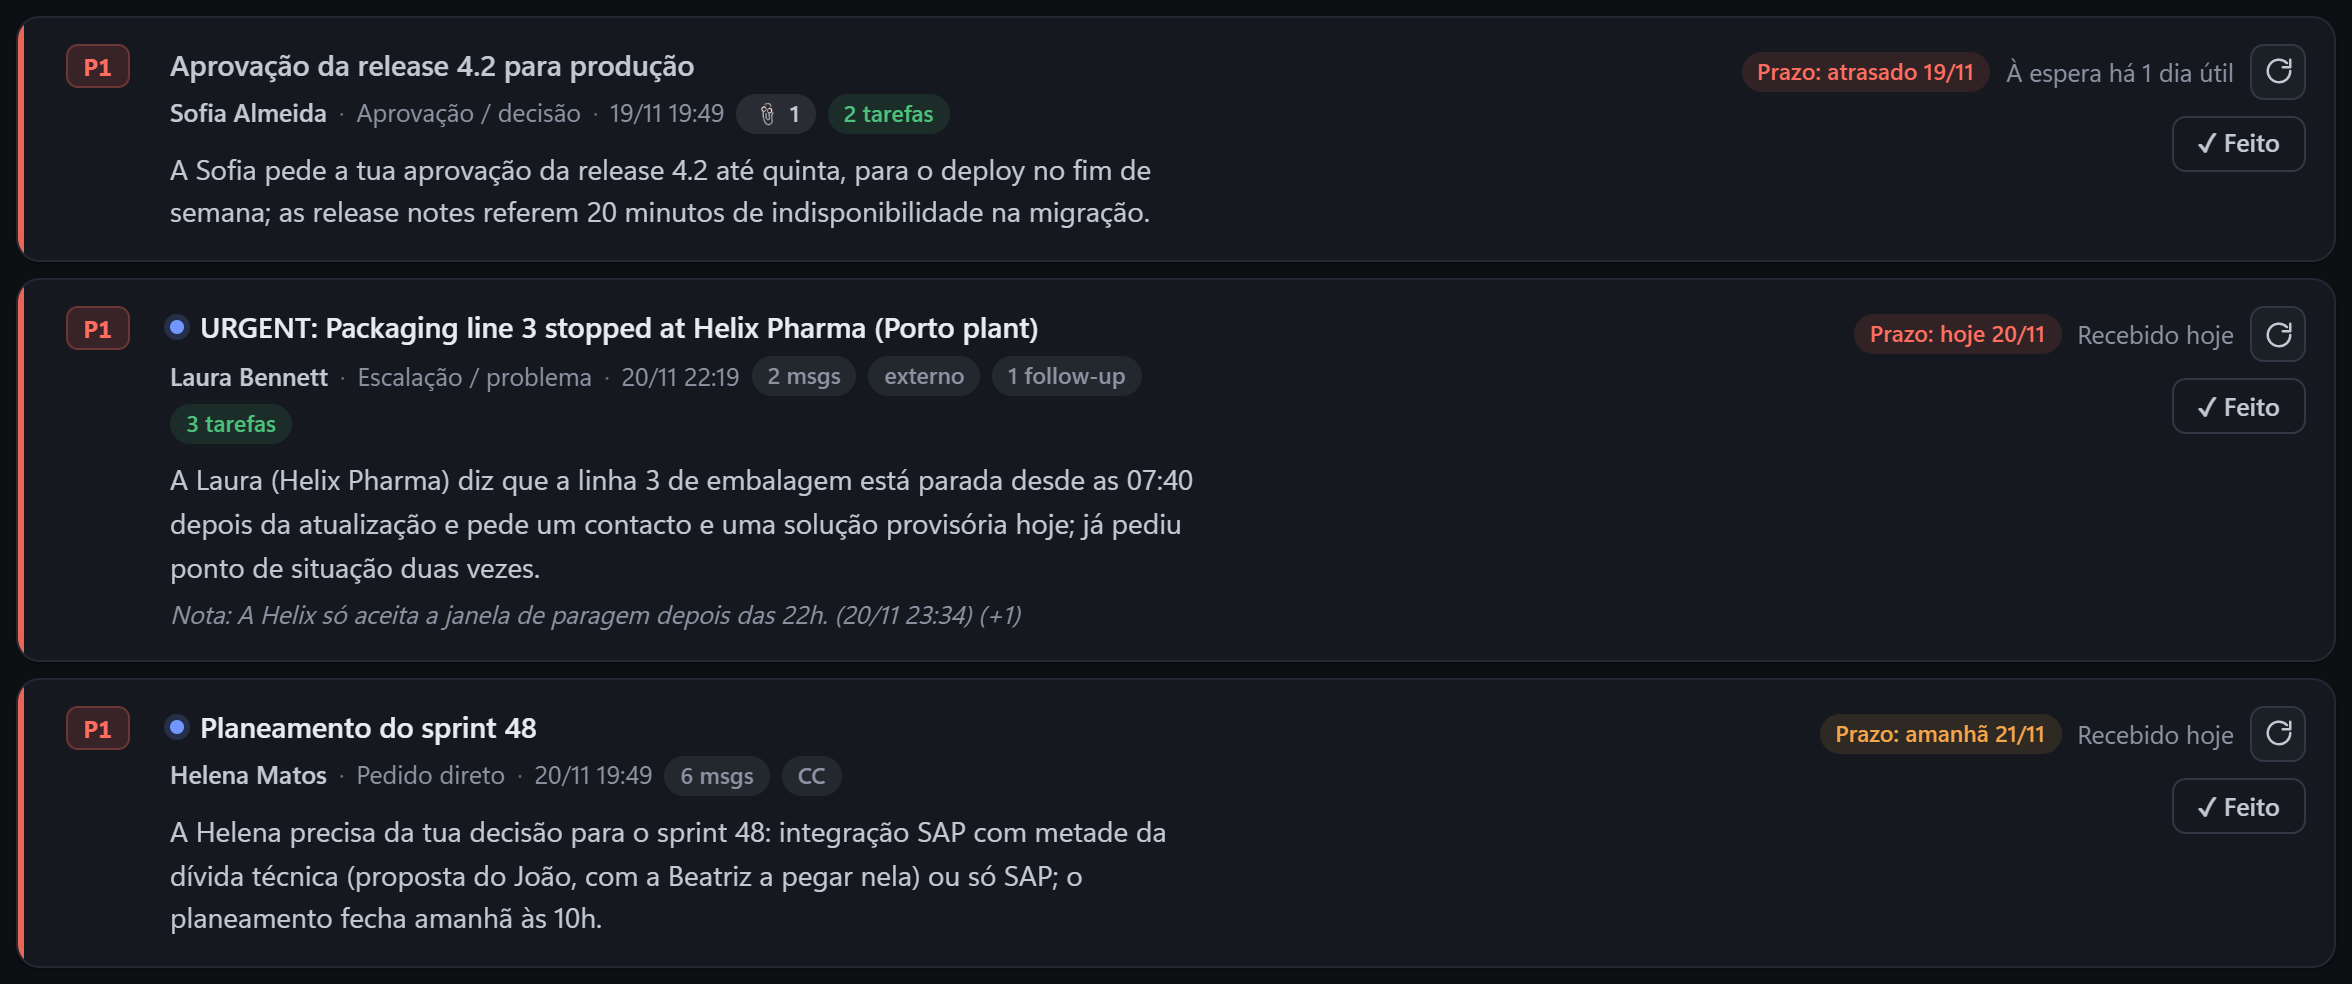 P1
Aprovação da release 4.2 para produção
Prazo: atrasado 19/11
À espera há 1 dia útil
Sofia Almeida · Aprovação / decisão · 19/11 19:49 1 2 tarefas
✓ Feito
A Sofia pede a tua aprovação da release 4.2 até quinta, para o deploy no fim de
semana; as release notes referem 20 minutos de indisponibilidade na migração.
P1
URGENT: Packaging line 3 stopped at Helix Pharma (Porto plant)
Prazo: hoje 20/11
Recebido hoje
Laura Bennett · Escalação / problema · 20/11 22:19 2 msgs externo 1 follow-up
3 tarefas
✓ Feito
A Laura (Helix Pharma) diz que a linha 3 de embalagem está parada desde as 07:40
depois da atualização e pede um contacto e uma solução provisória hoje; já pediu
ponto de situação duas vezes.
Nota: A Helix só aceita a janela de paragem depois das 22h. (20/11 23:34) (+1)
P1
Planeamento do sprint 48
Prazo: amanhã 21/11
Recebido hoje
Helena Matos · Pedido direto · 20/11 19:49 6 msgs CC
✓ Feito
A Helena precisa da tua decisão para o sprint 48: integração SAP com metade da
dívida técnica (proposta do João, com a Beatriz a pegar nela) ou só SAP; o
planeamento fecha amanhã às 10h.